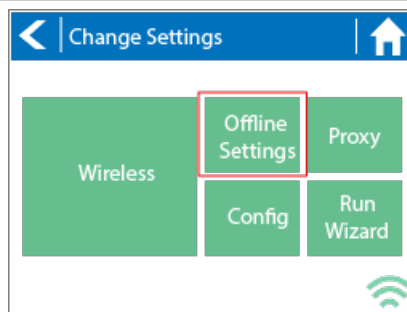 Change Settings
Wireless
Offline
Settings
Proxy
Config
Run
Wizard